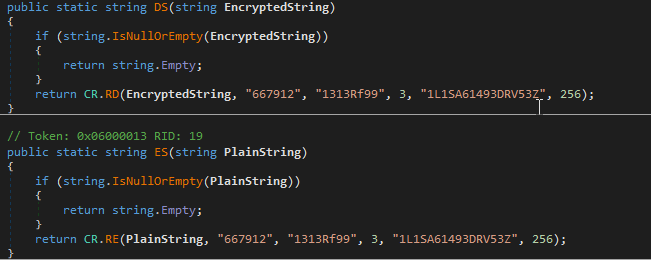 public static string DS(string EncryptedString)
{
if (string.IsNullOrEmpty(EncryptedString))
{
return string.Empty;
}
return CR.RD(EncryptedString, "667912", "1313Rf99", 3, "1L1SA61493DRV53Z", 256);
}
// Token: 0x06000013 RID: 19
public static string ES(string PlainString)
{
if (string.IsNullOrEmpty(PlainString))
{
return string.Empty;
}
return CR.RE(PlainString, "667912", "1313Rf99", 3, "1L1SA61493DRV53Z", 256);
}